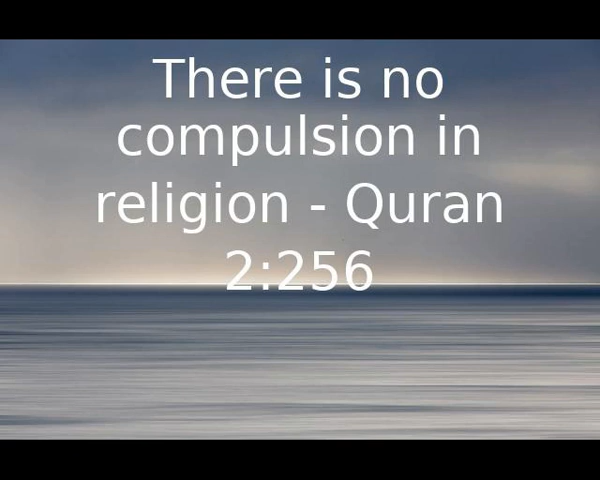 There is no
compulsion in
religion - Quran
2:256